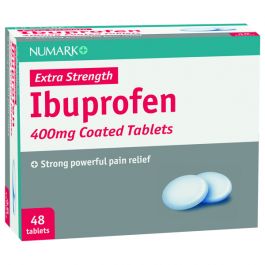 NUMARK+
Extra Strength
Ibuprofen
400mg Coated Tablets
+ Strong powerful pain relief
48
tablets